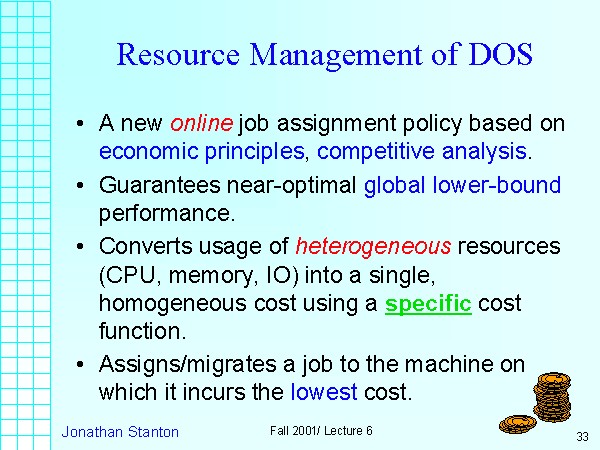 Resource Management of DOS
• A new online job assignment policy based on
economic principles, competitive analysis.
• Guarantees near-optimal global lower-bound
performance.
• Converts usage of heterogeneous resources
(CPU, memory, IO) into a single,
homogeneous cost using a specific cost
function.
• Assigns/migrates a job to the machine on
which it incurs the lowest cost.
Jonathan Stanton
Fall 2001/ Lecture 6
33